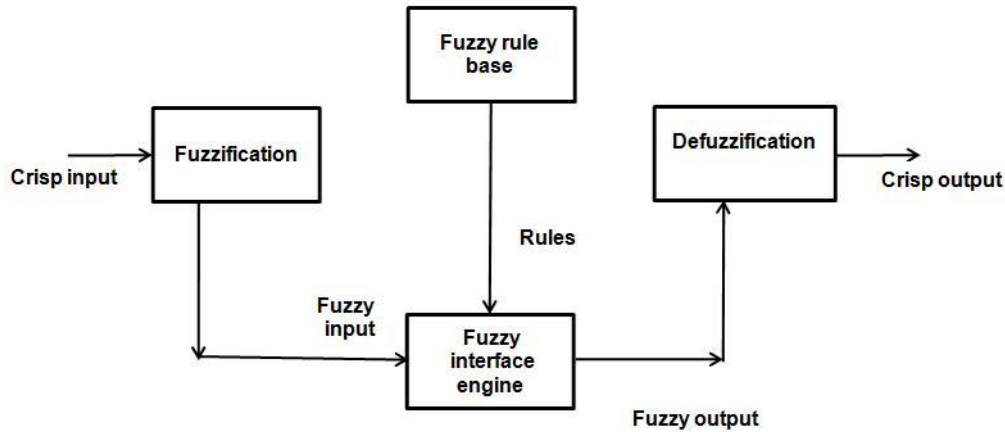 Fuzzy rule
base
Fuzzification
Defuzzification
Crisp input
Crisp output
Rules
Fuzzy
input
Fuzzy
interface
engine
Fuzzy output